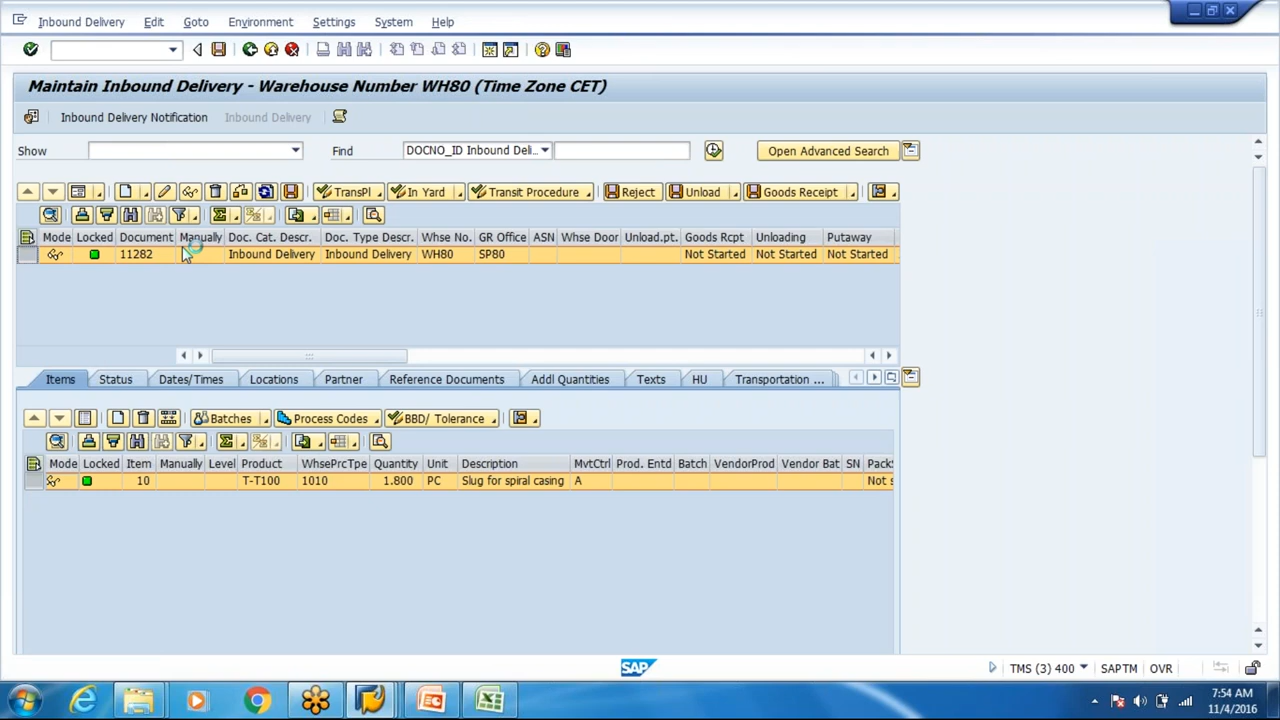 Inbound Delivery Edit Goto Environment Settings System Help
Maintain Inbound Delivery - Warehouse Number WH80 (Time Zone CET)
Inbound Delivery Notification Inbound Delivery
Show Find DOCNO_ID Inbound Deli... Open Advanced Search
TransPl In Yard Transit Procedure Reject Unload Goods Receipt
Mode Locked Document Manually Doc. Cat. Descr. Doc. Type Descr. Whse No. GR Office ASN Whse Door Unload.pt. Goods Rcpt Unloading Putaway
11282 Inbound Delivery Inbound Delivery WH80 SP80 Not Started Not Started Not Started
Items Status Dates/Times Locations Partner Reference Documents Addl Quantities Texts HU Transportation ...
Batches Process Codes BBD/ Tolerance
Mode Locked Item Manually Level Product WhsePrcTpe Quantity Unit Description MvtCtrl Prod. Entd Batch VendorProd Vendor Bat SN PackS
10 T-T100 1010 1.800 PC Slug for spiral casing A Not s
SAP TMS (3) 400 SAPTM OVR
7:54 AM
11/4/2016